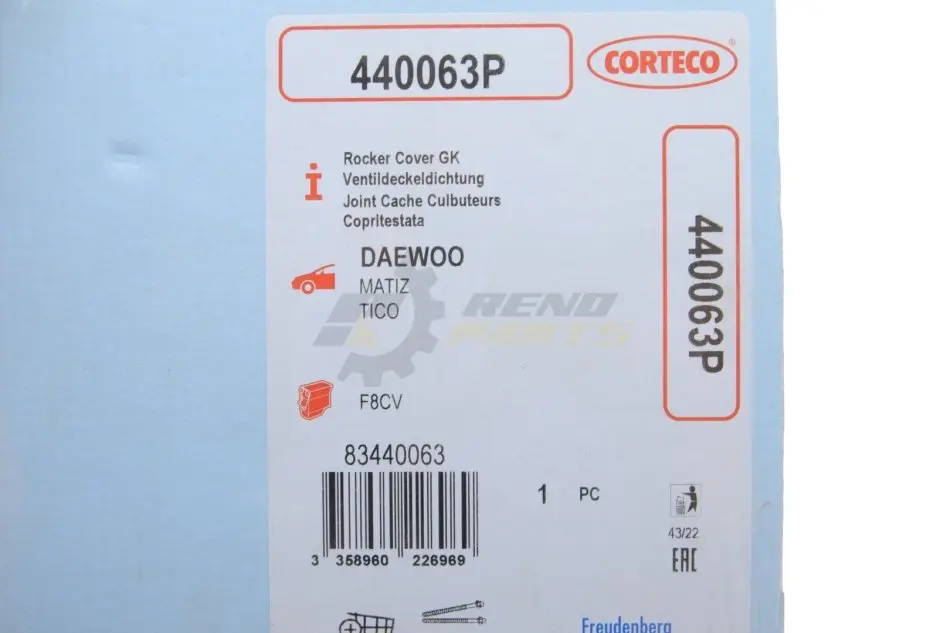 440063P
CORTECO®
Rocker Cover GK
Ventildeckeldichtung
Joint Cache Culbuteurs
Copritestata
DAEWOO
MATIZ
TICO
REND
PARTS
440063P
F8CV
83440063
1 PC
3 358960 226969
43/22
EAC
Freudenberg